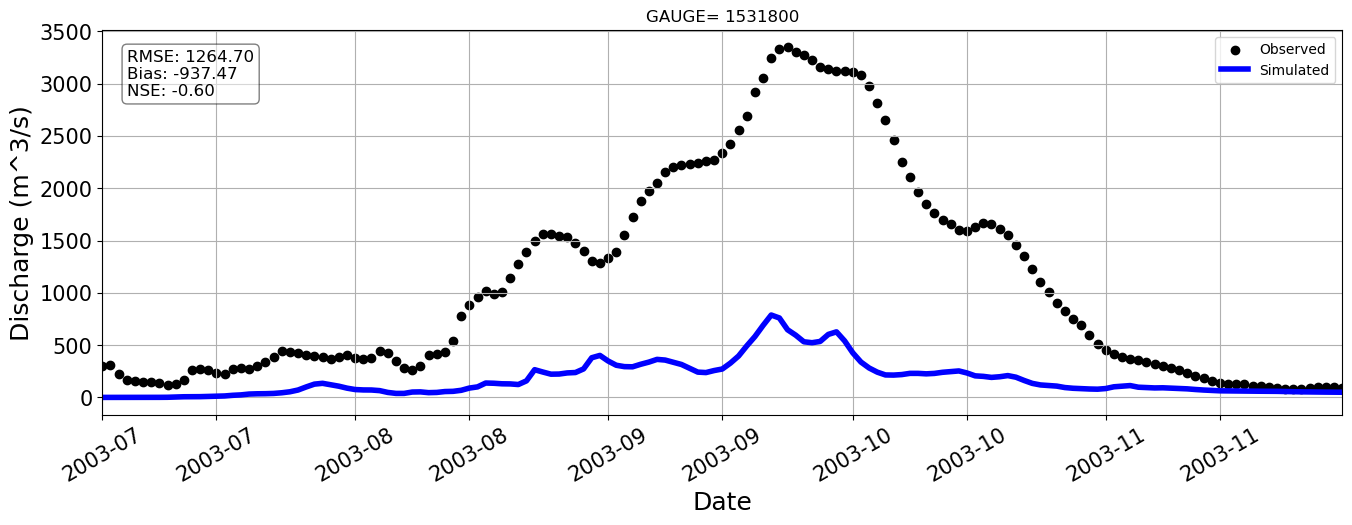 GAUGE= 1531800
RMSE: 1264.70
Bias: -937.47
NSE: -0.60
Observed
Simulated
Discharge (m^3/s)
3500
3000
2500
2000
1500
1000
500
0
2003-07
2003-07
2003-08
2003-08
2003-09
2003-09
2003-10
2003-10
2003-11
2003-11
Date